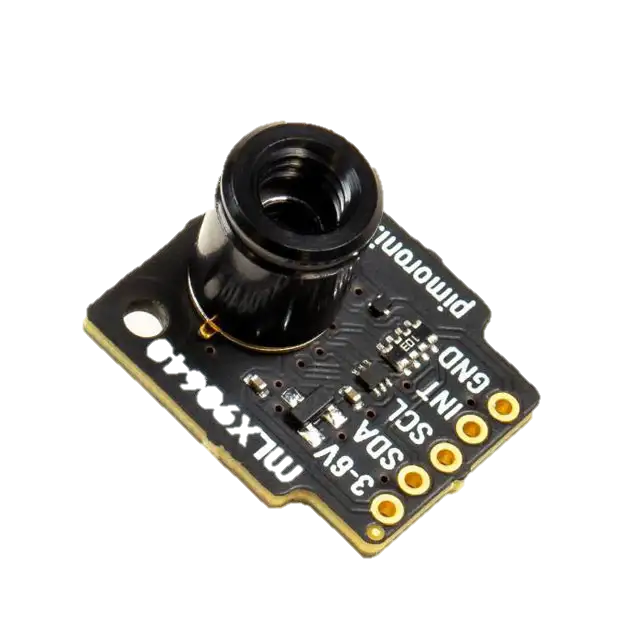 pimoroni
MLX90640
3-6V
SDA
SCL
INT
GND